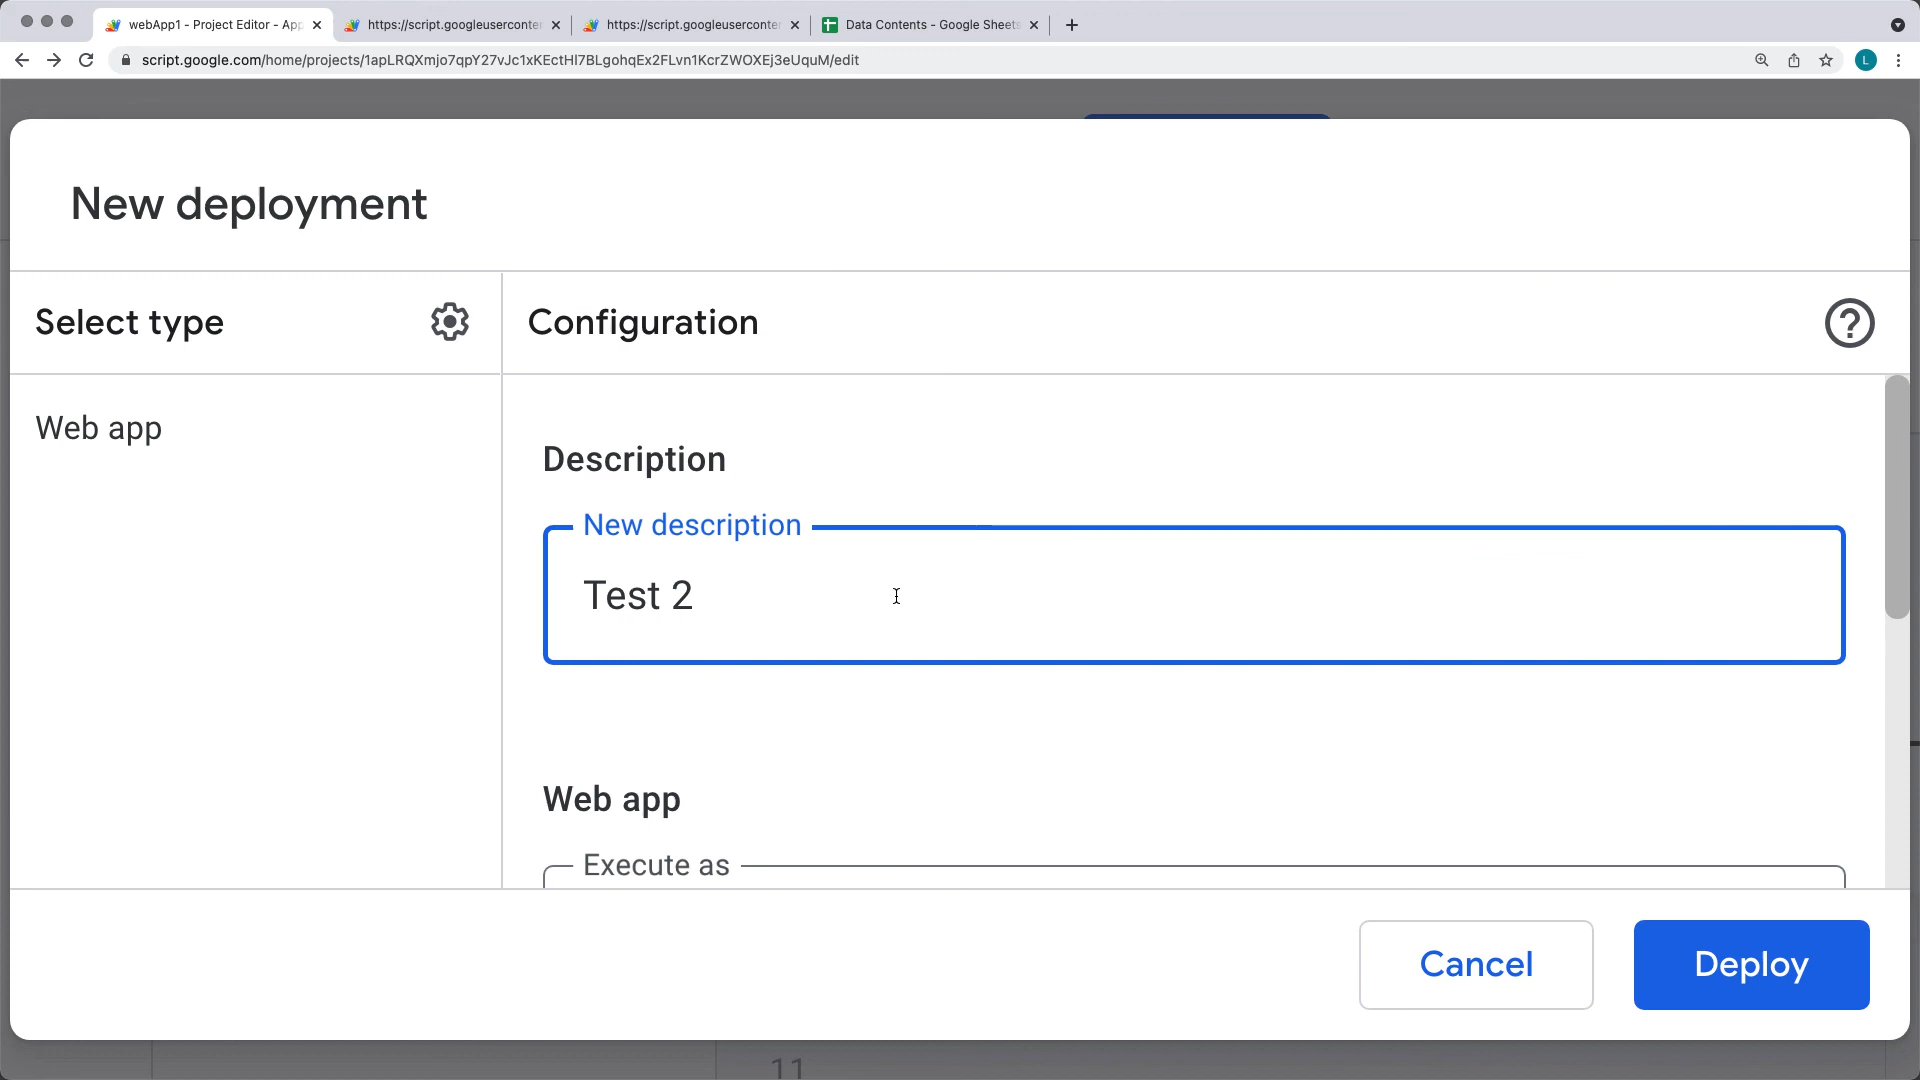 webApp1 - Project Editor - App
https://script.googleuserconten
https://script.googleuserconten
Data Contents - Google Sheets
script.google.com/home/projects/1apLRQXmjo7qpY27vJc1xKEctHl7BLgohqEx2FLvn1KcrZWOXEj3eUquM/edit
L
New deployment
Select type
Configuration
Web app
Description
New description
Test 2
Web app
Execute as
Cancel
Deploy
11